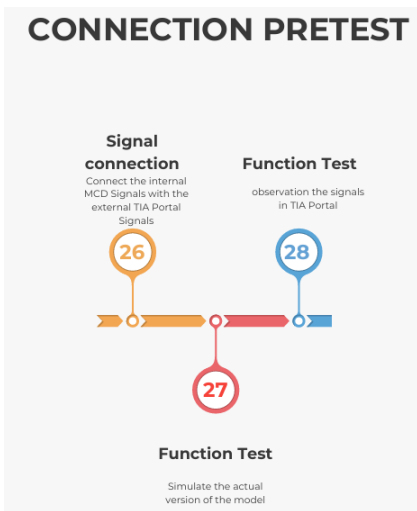 CONNECTION PRETEST
Signal
connection
Connect the internal
MCD Signals with the
external TIA Portal
Signals
26
Function Test
observation the signals
in TIA Portal
28
27
Function Test
Simulate the actual
version of the model